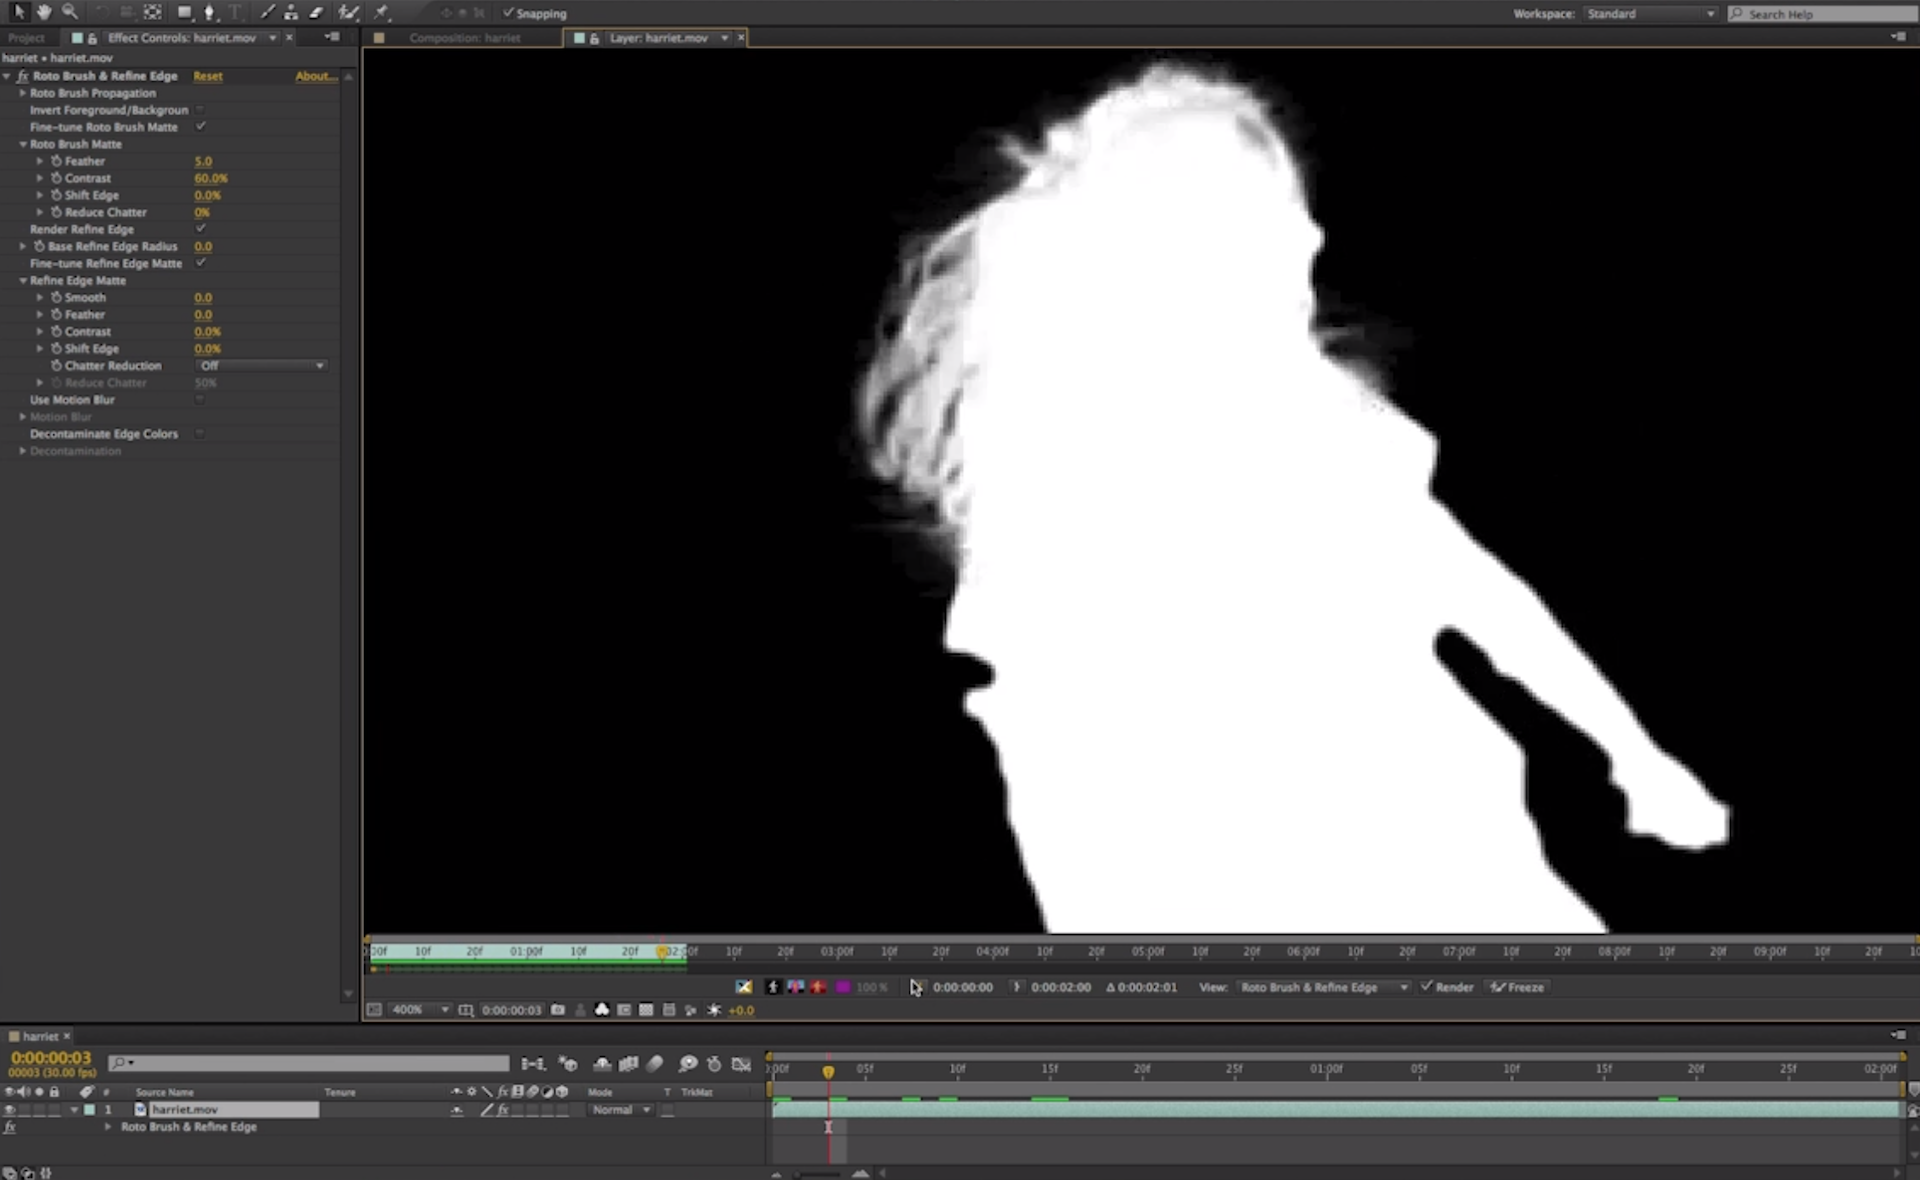 Snapping
Workspace: Standard
Search Help
Project
Effect Controls: harriet.mov
Composition: harriet
Layer: harriet.mov
harriet • harriet.mov
fx Roto Brush & Refine Edge Reset About...
Roto Brush Propagation
Invert Foreground/Backgroun
Fine-tune Roto Brush Matte
Roto Brush Matte
Feather 5.0
Contrast 60.0%
Shift Edge 0.0%
Reduce Chatter 0%
Render Refine Edge
Base Refine Edge Radius 0.0
Fine-tune Refine Edge Matte
Refine Edge Matte
Smooth 0.0
Feather 0.0
Contrast 0.0%
Shift Edge 0.0%
Chatter Reduction Off
Reduce Chatter 50%
Use Motion Blur
Motion Blur
Decontaminate Edge Colors
Decontamination
00f 10f 20f 01:00f 10f 20f 02:00f 10f 20f 03:00f 10f 20f 04:00f 10f 20f 05:00f 10f 20f 06:00f 10f 20f 07:00f 10f 20f 08:00f 10f 20f 09:00f 10f 20f 10
100 % 0:00:00:00 0:00:02:00 Δ 0:00:02:01 View: Roto Brush & Refine Edge Render Freeze
400% 0:00:00:03 +0.0
harriet
0:00:00:03
00003 (30.00 fps)
:00f 05f 10f 15f 20f 25f 01:00f 05f 10f 15f 20f 25f 02:00f
# Source Name Tenure fx Mode T TrkMat
1 harriet.mov fx Normal
fx Roto Brush & Refine Edge